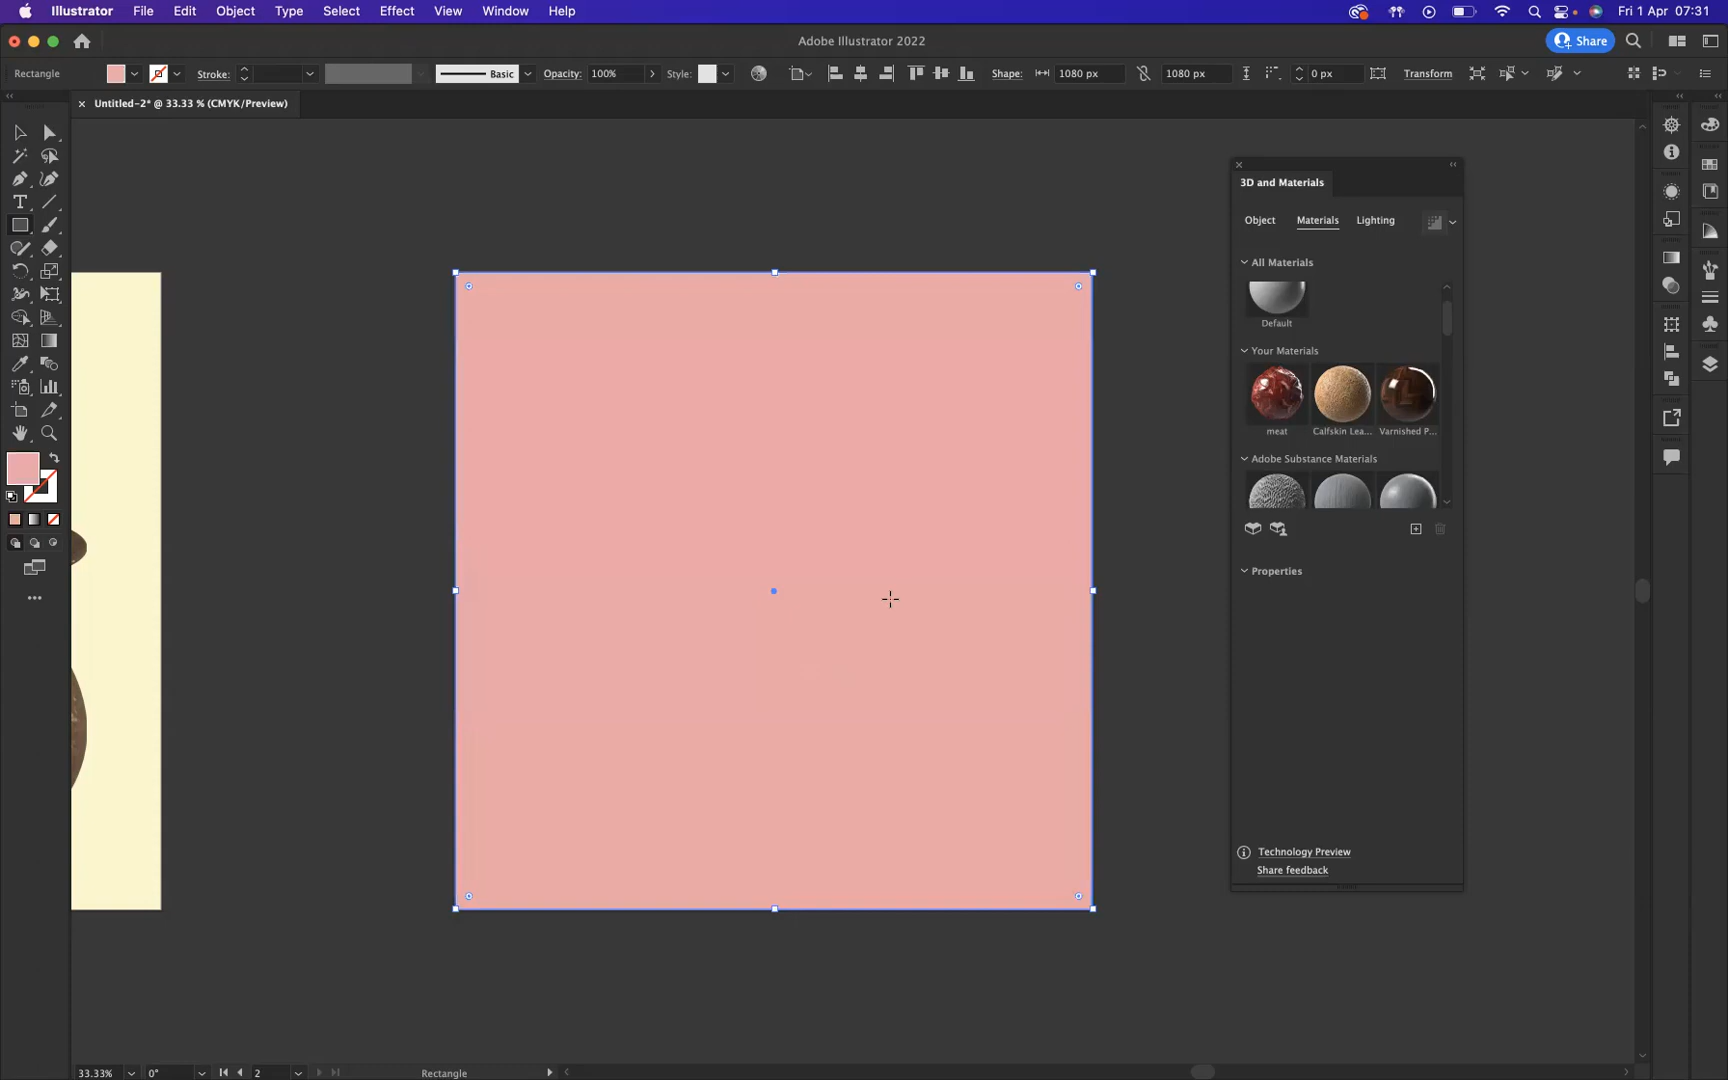 Illustrator File Edit Object Type Select Effect View Window Help Fri 1 Apr 07:31
Adobe Illustrator 2022 Share
Rectangle Stroke: Basic Opacity: 100% Style: Shape: 1080 px 1080 px 0 px Transform
Untitled-2* @ 33.33 % (CMYK/Preview)
3D and Materials
Object Materials Lighting
All Materials
Default
Your Materials
meat Calfskin Lea... Varnished P...
Adobe Substance Materials
Properties
Technology Preview
Share feedback
33.33% 0° 2 Rectangle